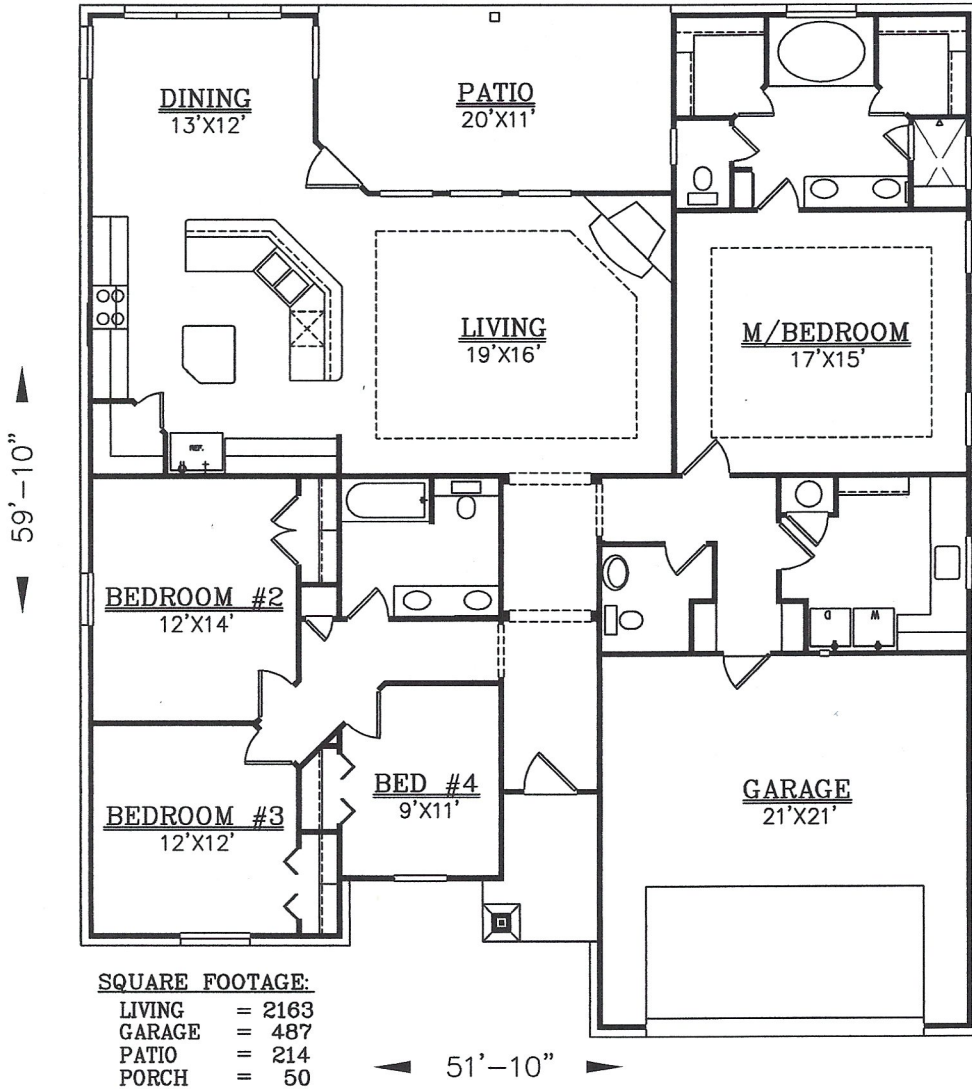 DINING
13'X12'
PATIO
20'X11'
LIVING
19'X16'
M/BEDROOM
17'X15'
REF.
BEDROOM #2
12'X14'
D
W
BEDROOM #3
12'X12'
BED #4
9'X11'
GARAGE
21'X21'
59'-10"
51'-10"
SQUARE FOOTAGE:
LIVING = 2163
GARAGE = 487
PATIO = 214
PORCH = 50